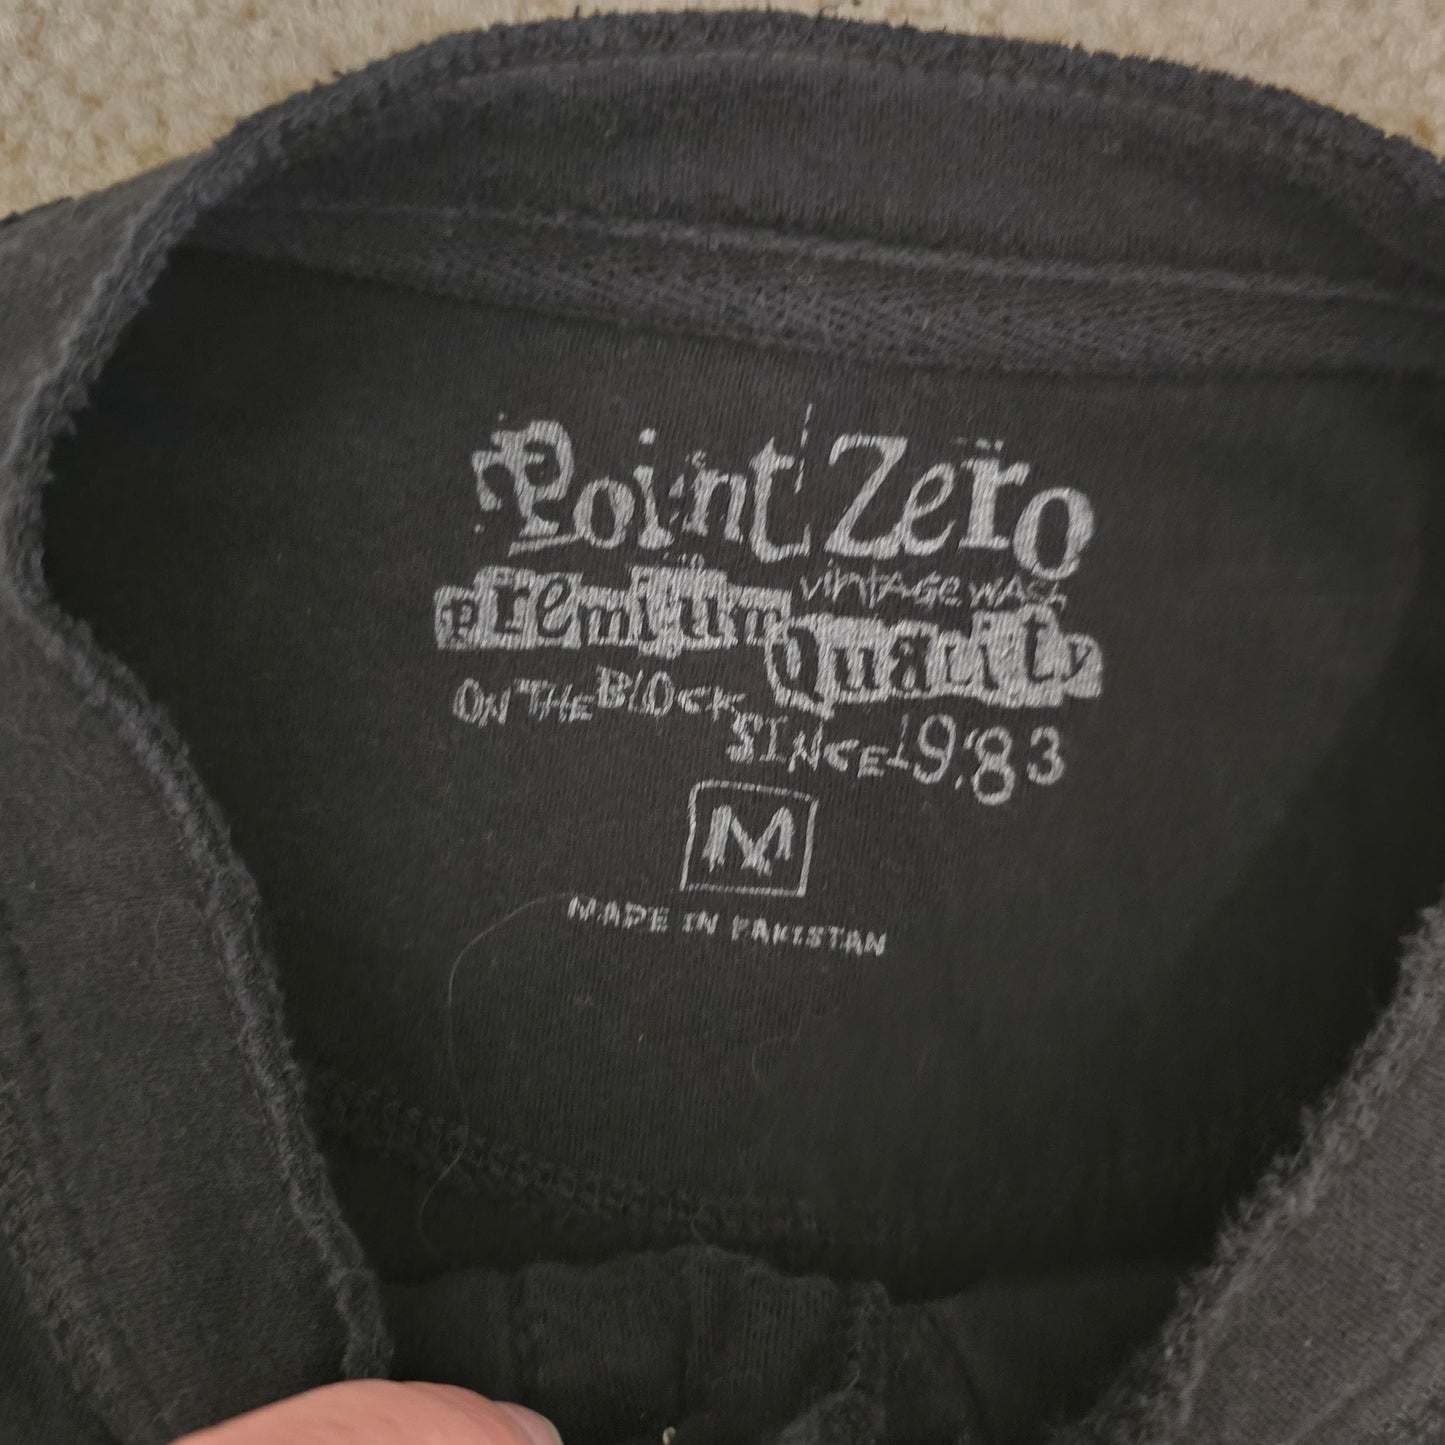 Point Zero
vintage wash
Premium
Quality
ON THE BLOCK
SINCE 1983
M
MADE IN PAKISTAN